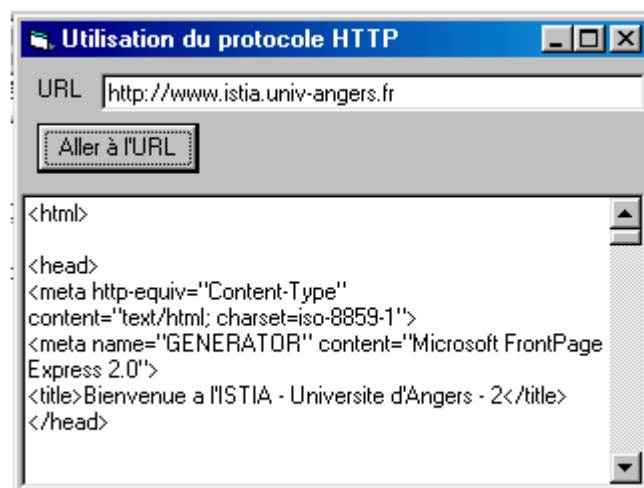 Utilisation du protocole HTTP
URL http://www.istia.univ-angers.fr
Aller à l'URL
<html>
<head>
<meta http-equiv="Content-Type"
content="text/html; charset=iso-8859-1">
<meta name="GENERATOR" content="Microsoft FrontPage
Express 2.0">
<title>Bienvenue a l'ISTIA - Universite d'Angers - 2</title>
</head>